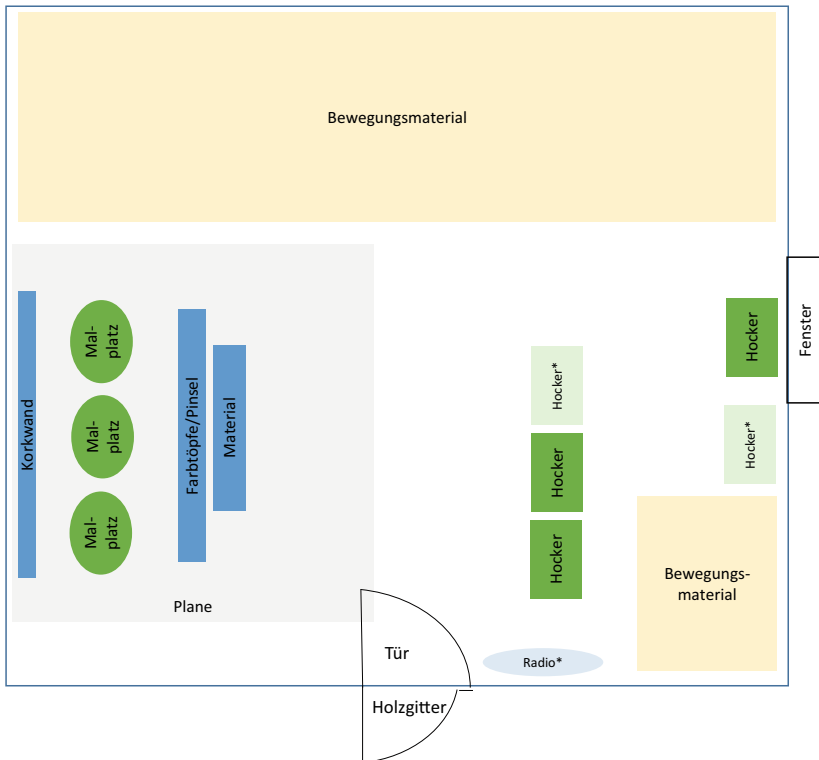 Bewegungsmaterial
Korkwand
Mal-
platz
Mal-
platz
Mal-
platz
Farbtöpfe/Pinsel
Material
Plane
Hocker*
Hocker
Hocker
Hocker
Hocker*
Fenster
Bewegungs-
material
Tür
Radio*
Holzgitter